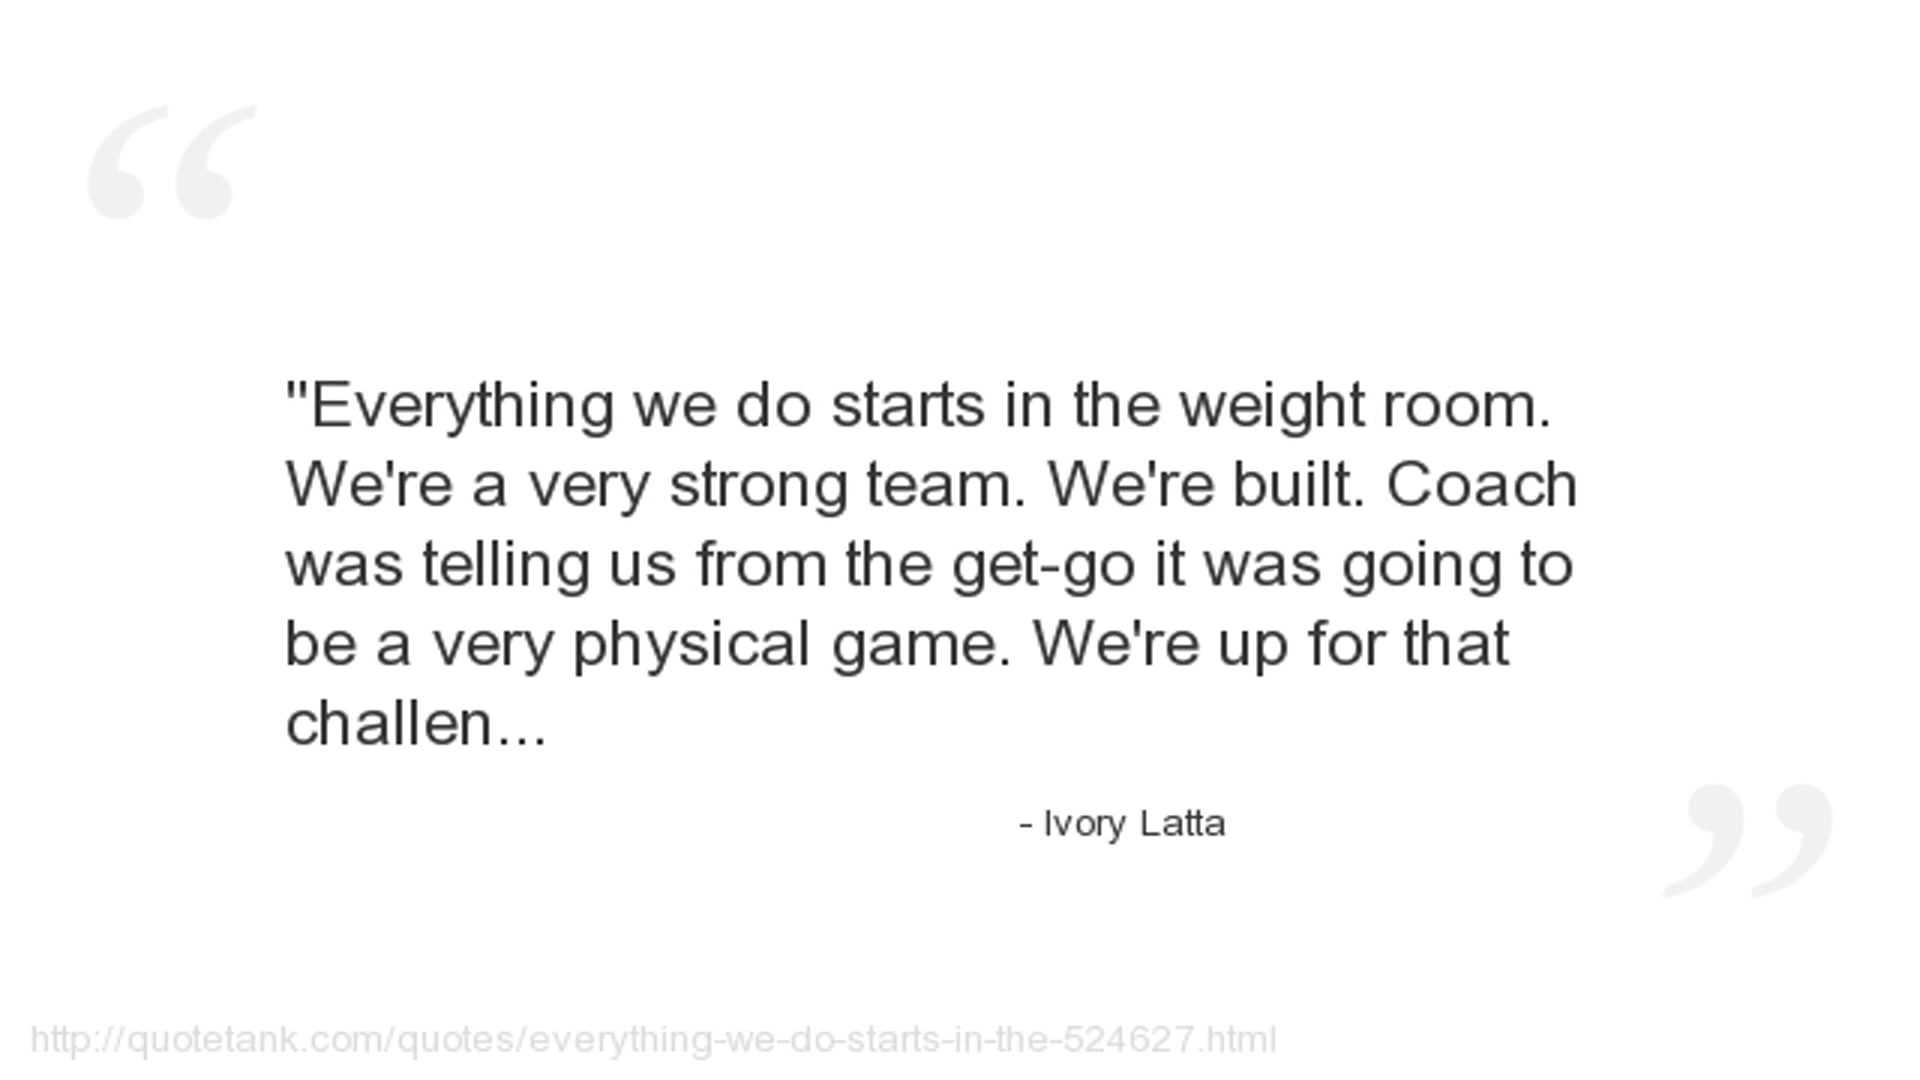 "Everything we do starts in the weight room.
We're a very strong team. We're built. Coach
was telling us from the get-go it was going to
be a very physical game. We're up for that
challen...
- Ivory Latta
http://quotetank.com/quotes/everything-we-do-starts-in-the-524627.html